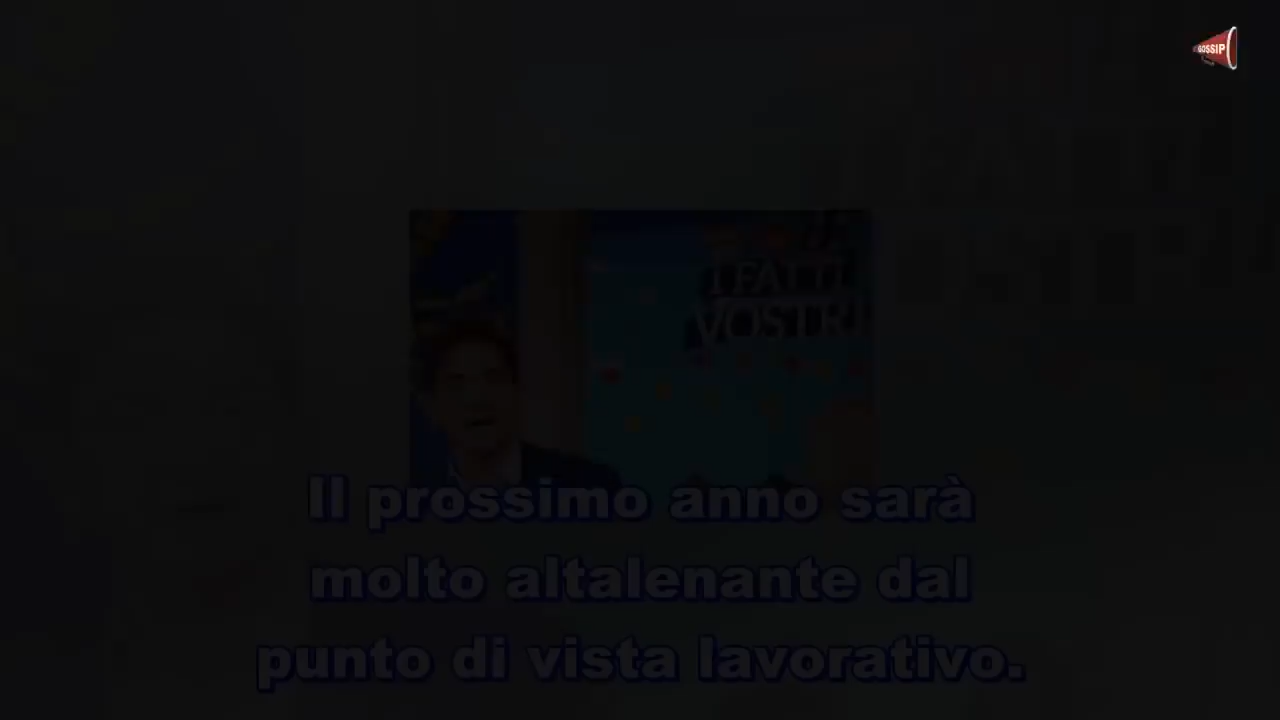 GOSSIP
I FATTI
VOSTRI
Il prossimo anno sarà
molto altalenante dal
punto di vista lavorativo.